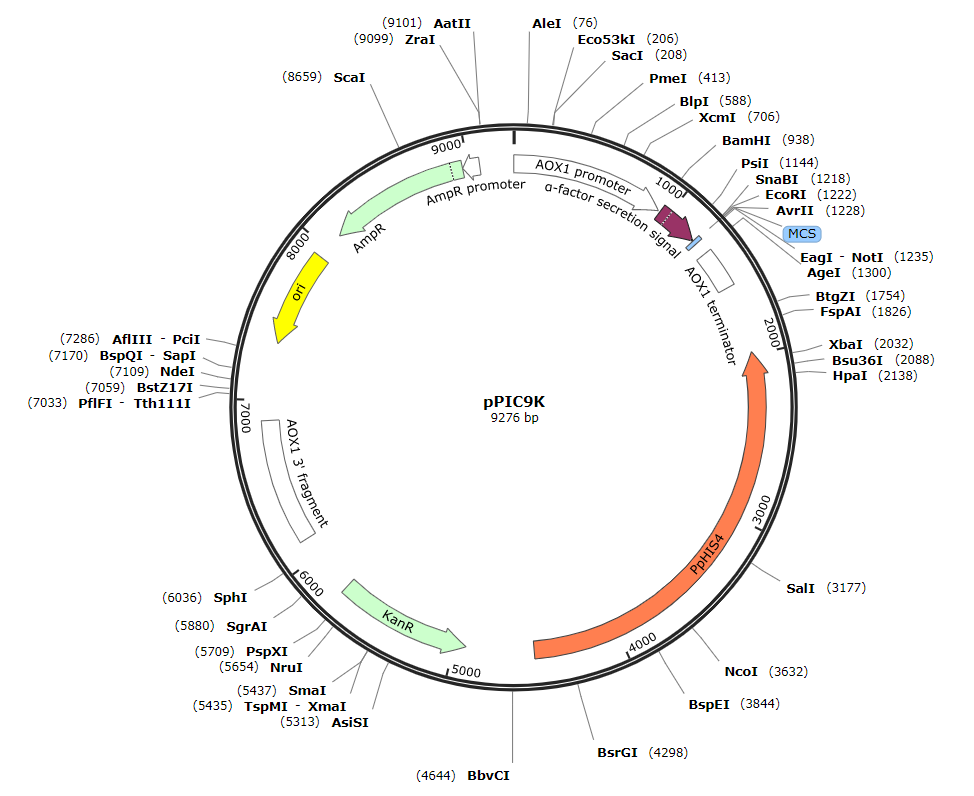 (9101) AatII
(9099) ZraI
(8659) ScaI
AleI (76)
Eco53kI (206)
SacI (208)
PmeI (413)
BlpI (588)
XcmI (706)
BamHI (938)
PsiI (1144)
SnaBI (1218)
EcoRI (1222)
AvrII (1228)
MCS
EagI - NotI (1235)
AgeI (1300)
BtgZI (1754)
FspAI (1826)
XbaI (2032)
Bsu36I (2088)
HpaI (2138)
SalI (3177)
NcoI (3632)
BspEI (3844)
BsrGI (4298)
(4644) BbvCI
(5313) AsiSI
(5435) TspMI - XmaI
(5437) SmaI
(5654) NruI
(5709) PspXI
(5880) SgrAI
(6036) SphI
(7033) PflFI - Tth111I
(7059) BstZ17I
(7109) NdeI
(7170) BspQI - SapI
(7286) AflIII - PciI
1000
2000
3000
4000
5000
6000
7000
8000
9000
AOX1 promoter
α-factor secretion signal
AOX1 terminator
PpHIS4
KanR
AOX1 3' fragment
ori
AmpR
AmpR promoter
pPIC9K
9276 bp